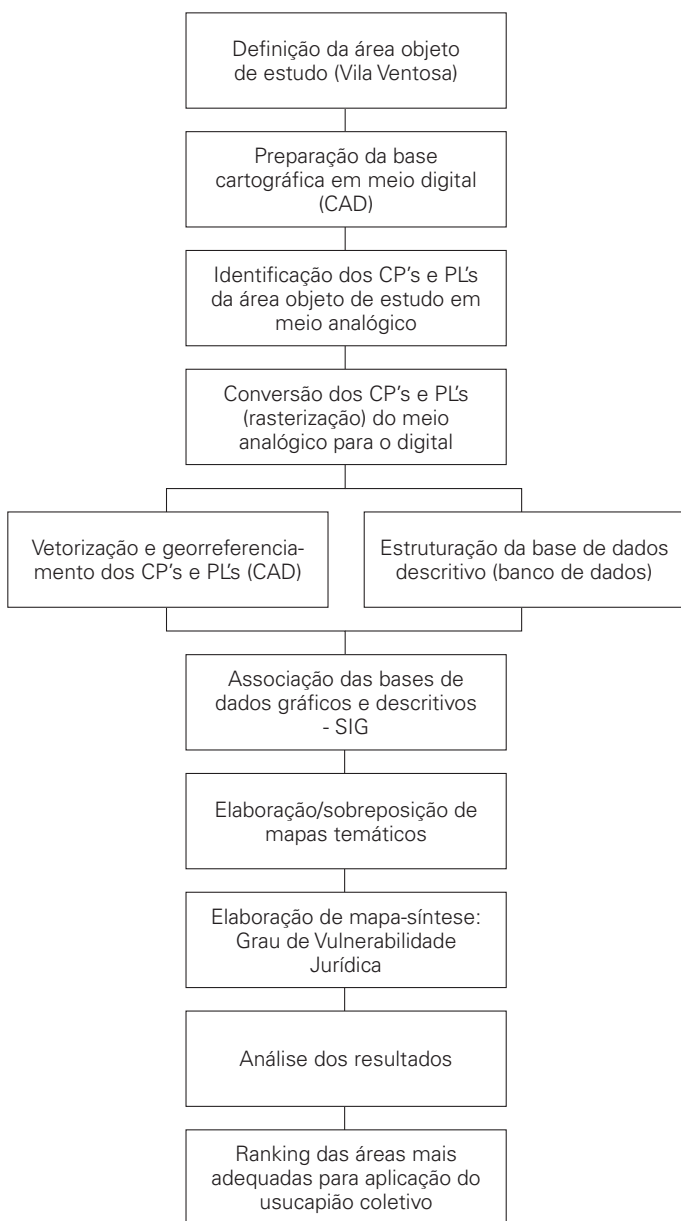 Definição da área objeto
de estudo (Vila Ventosa)
Preparação da base
cartográfica em meio digital
(CAD)
Identificação dos CP's e PL's
da área objeto de estudo em
meio analógico
Conversão dos CP's e PL's
(rasterização) do meio
analógico para o digital
Vetorização e georreferencia-
mento dos CP's e PL's (CAD)
Estruturação da base de dados
descritivo (banco de dados)
Associação das bases de
dados gráficos e descritivos
- SIG
Elaboração/sobreposição de
mapas temáticos
Elaboração de mapa-síntese:
Grau de Vulnerabilidade
Jurídica
Análise dos resultados
Ranking das áreas mais
adequadas para aplicação do
usucapião coletivo